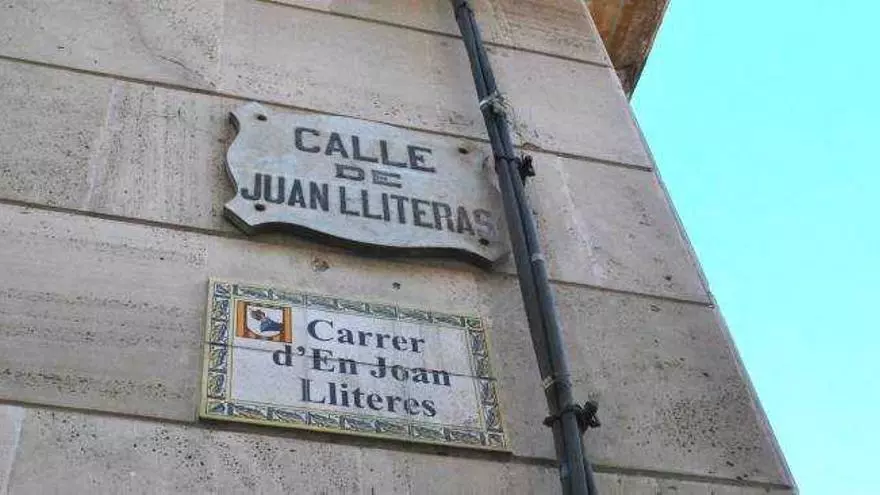 CALLE
DE
JUAN LLITERAS
Carrer
d'En Joan
Lliteres